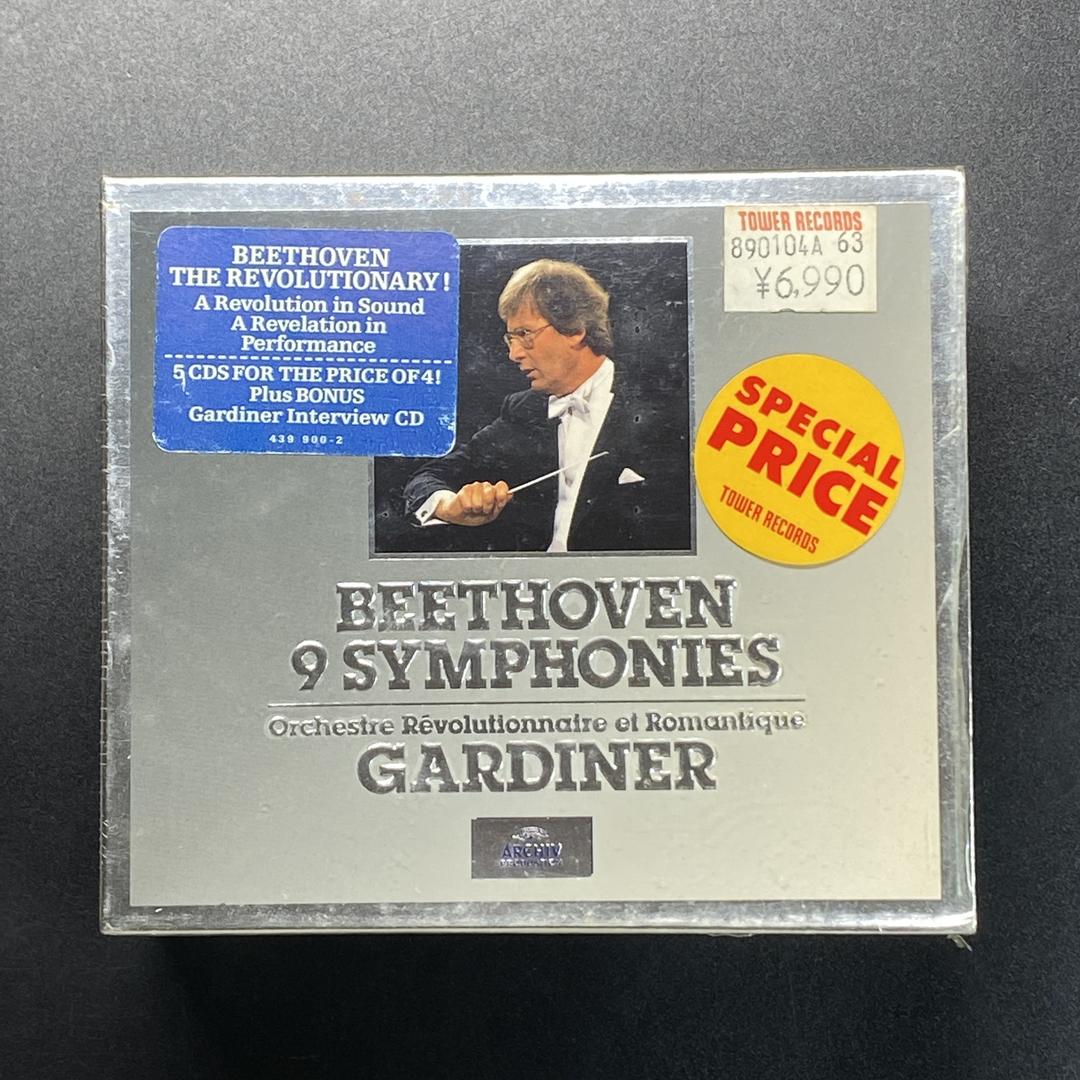 BEETHOVEN
THE REVOLUTIONARY!
A Revolution in Sound
A Revelation in
Performance
5 CDS FOR THE PRICE OF 4!
Plus BONUS
Gardiner Interview CD
439 900-2
TOWER RECORDS
890104A 63
¥6,990
SPECIAL
PRICE
TOWER RECORDS
BEETHOVEN
9 SYMPHONIES
Orchestre Révolutionnaire et Romantique
GARDINER
ARCHIV